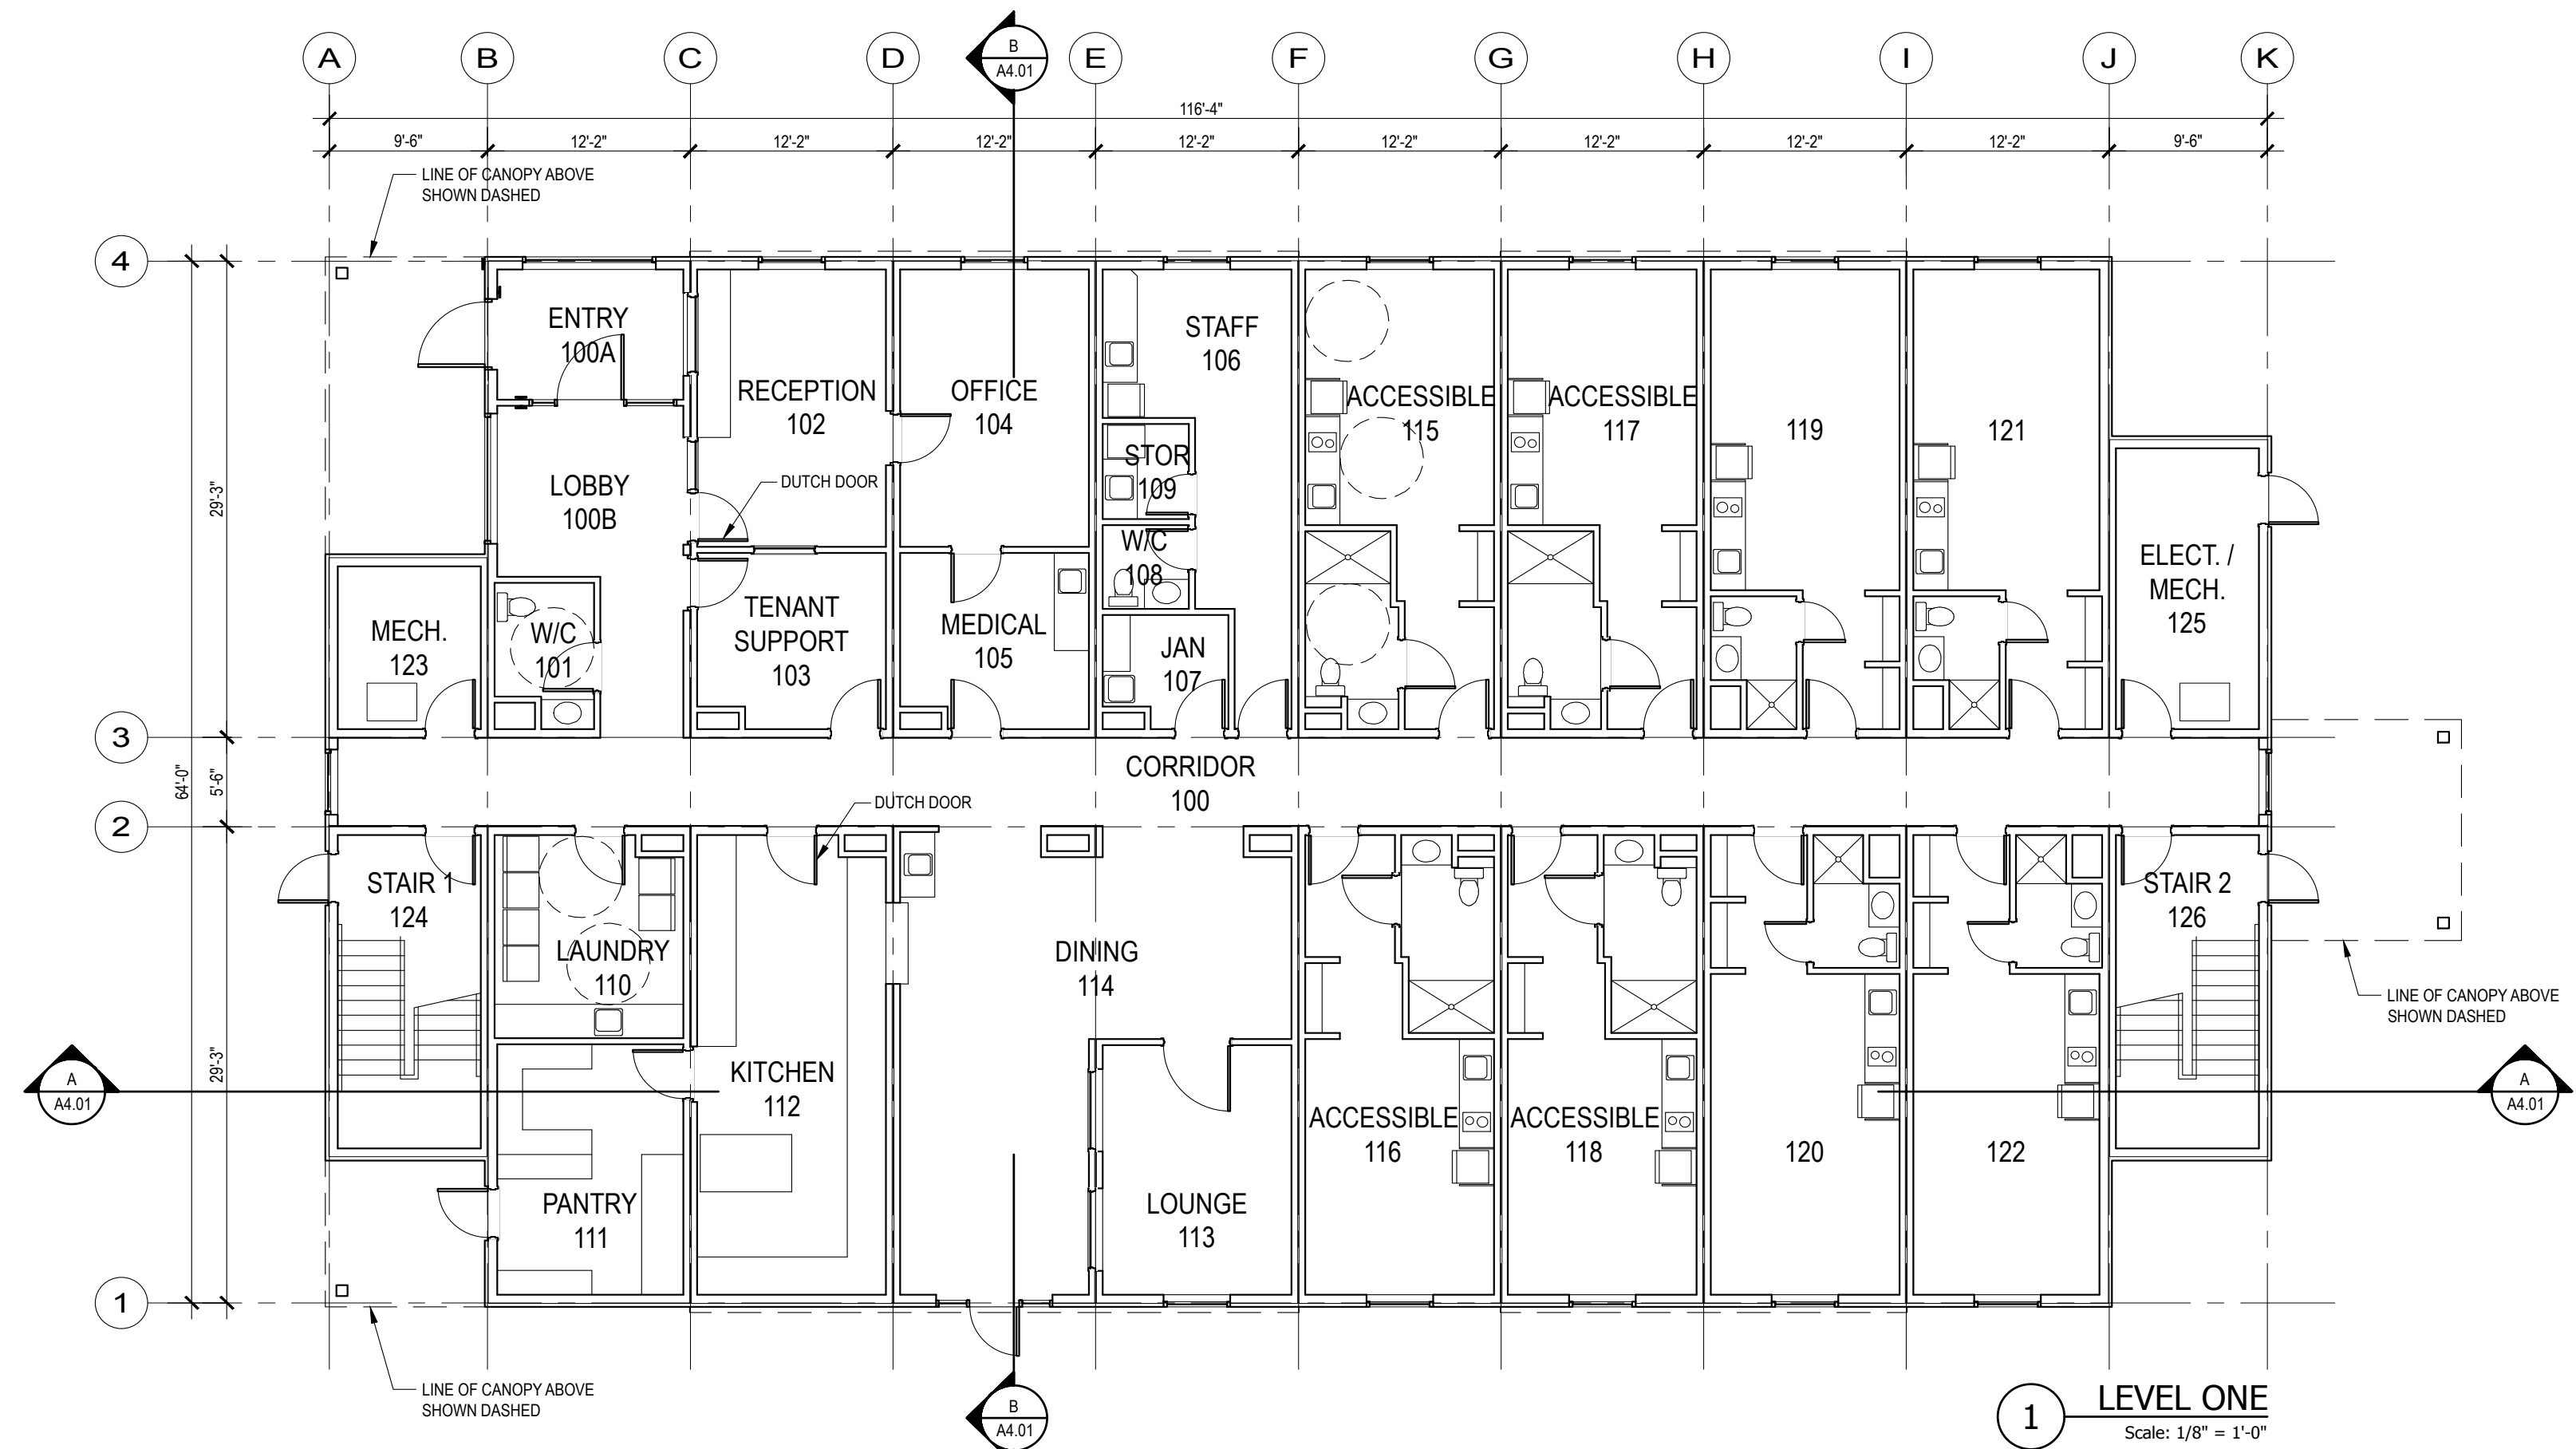 B
A4.01
A B C D E F G H I J K
116'-4"
9'-6" 12'-2" 12'-2" 12'-2" 12'-2" 12'-2" 12'-2" 12'-2" 12'-2" 9'-6"
LINE OF CANOPY ABOVE
SHOWN DASHED
4
3
2
1
29'-3"
5'-6"
64'-0"
29'-3"
ENTRY
100A
LOBBY
100B
W/C
101
MECH.
123
RECEPTION
102
DUTCH DOOR
TENANT
SUPPORT
103
OFFICE
104
MEDICAL
105
STAFF
106
STOR
109
W/C
108
JAN
107
ACCESSIBLE
115
ACCESSIBLE
117
119
121
ELECT. /
MECH.
125
CORRIDOR
100
DUTCH DOOR
STAIR 1
124
LAUNDRY
110
PANTRY
111
KITCHEN
112
DINING
114
LOUNGE
113
ACCESSIBLE
116
ACCESSIBLE
118
120
122
STAIR 2
126
LINE OF CANOPY ABOVE
SHOWN DASHED
A
A4.01
A
A4.01
LINE OF CANOPY ABOVE
SHOWN DASHED
B
A4.01
1
LEVEL ONE
Scale: 1/8" = 1'-0"